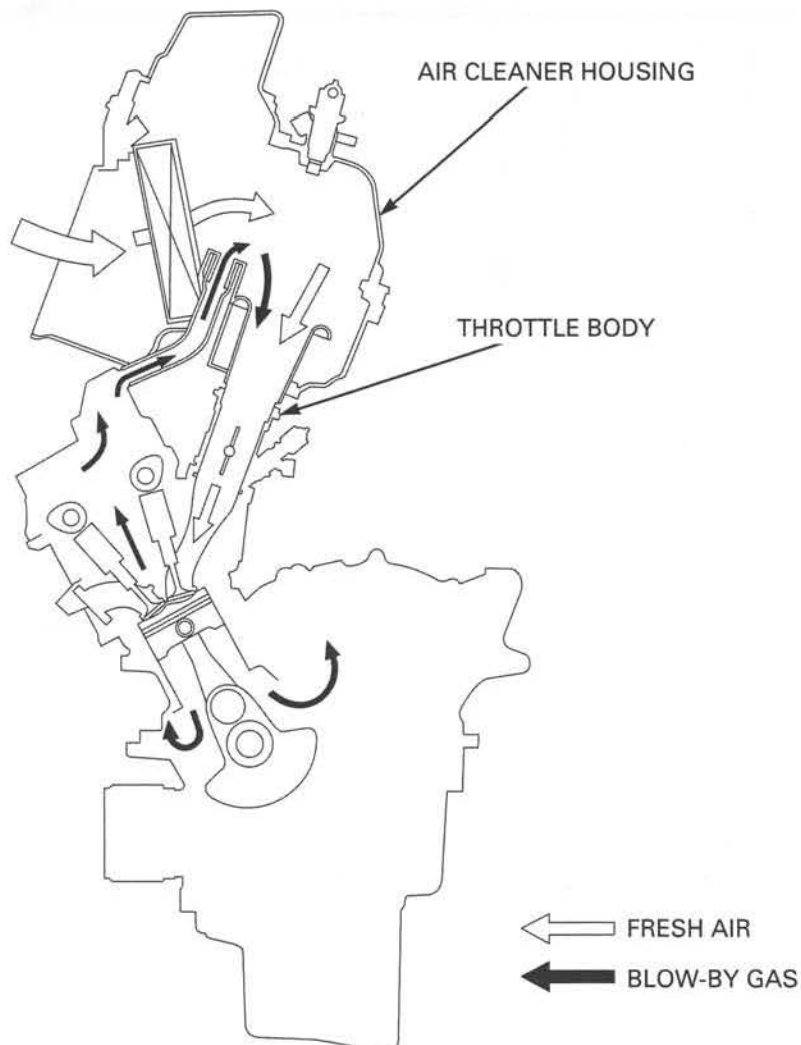 AIR CLEANER HOUSING
THROTTLE BODY
FRESH AIR
BLOW-BY GAS